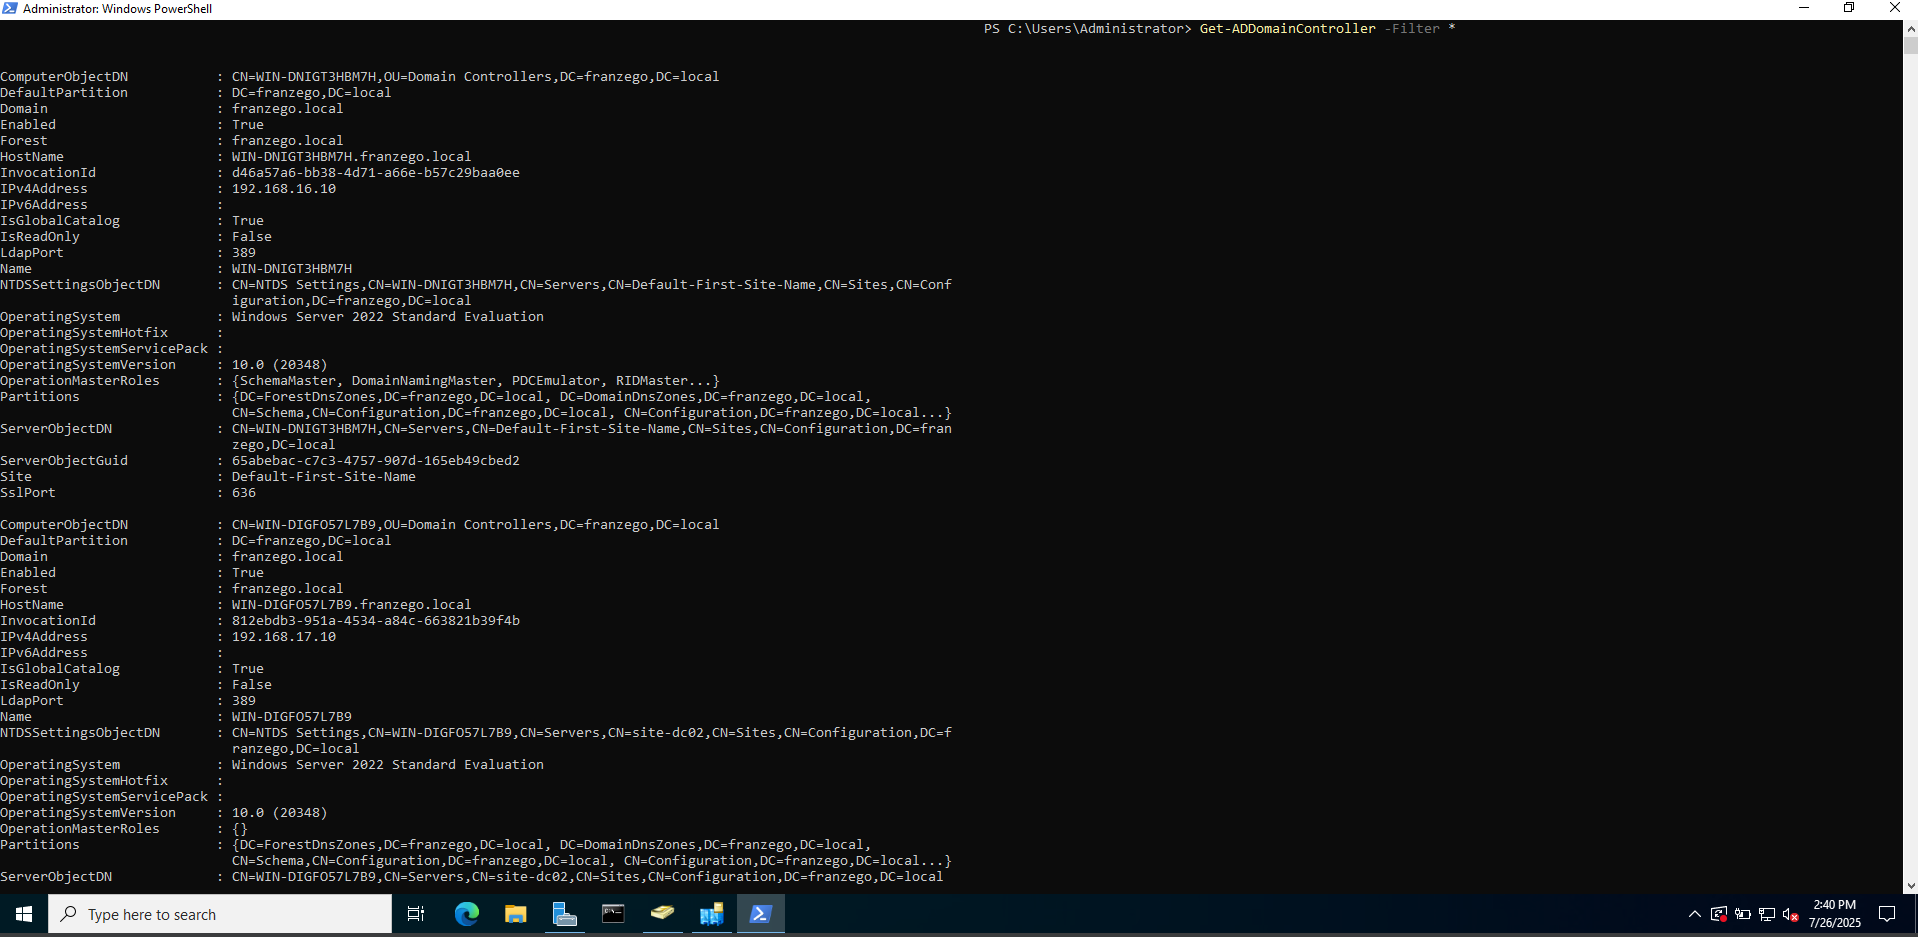 Administrator: Windows PowerShell
PS C:\Users\Administrator> Get-ADDomainController -Filter *
ComputerObjectDN : CN=WIN-DNIGT3HBM7H,OU=Domain Controllers,DC=franzego,DC=local
DefaultPartition : DC=franzego,DC=local
Domain : franzego.local
Enabled : True
Forest : franzego.local
HostName : WIN-DNIGT3HBM7H.franzego.local
InvocationId : d46a57a6-bb38-4d71-a66e-b57c29baa0ee
IPv4Address : 192.168.16.10
IPv6Address :
IsGlobalCatalog : True
IsReadOnly : False
LdapPort : 389
Name : WIN-DNIGT3HBM7H
NTDSSettingsObjectDN : CN=NTDS Settings,CN=WIN-DNIGT3HBM7H,CN=Servers,CN=Default-First-Site-Name,CN=Sites,CN=Conf
iguration,DC=franzego,DC=local
OperatingSystem : Windows Server 2022 Standard Evaluation
OperatingSystemHotfix :
OperatingSystemServicePack :
OperatingSystemVersion : 10.0 (20348)
OperationMasterRoles : {SchemaMaster, DomainNamingMaster, PDCEmulator, RIDMaster...}
Partitions : {DC=ForestDnsZones,DC=franzego,DC=local, DC=DomainDnsZones,DC=franzego,DC=local,
CN=Schema,CN=Configuration,DC=franzego,DC=local, CN=Configuration,DC=franzego,DC=local...}
ServerObjectDN : CN=WIN-DNIGT3HBM7H,CN=Servers,CN=Default-First-Site-Name,CN=Sites,CN=Configuration,DC=fran
zego,DC=local
ServerObjectGuid : 65abebac-c7c3-4757-907d-165eb49cbed2
Site : Default-First-Site-Name
SslPort : 636
ComputerObjectDN : CN=WIN-DIGFO57L7B9,OU=Domain Controllers,DC=franzego,DC=local
DefaultPartition : DC=franzego,DC=local
Domain : franzego.local
Enabled : True
Forest : franzego.local
HostName : WIN-DIGFO57L7B9.franzego.local
InvocationId : 812ebdb3-951a-4534-a84c-663821b39f4b
IPv4Address : 192.168.17.10
IPv6Address :
IsGlobalCatalog : True
IsReadOnly : False
LdapPort : 389
Name : WIN-DIGFO57L7B9
NTDSSettingsObjectDN : CN=NTDS Settings,CN=WIN-DIGFO57L7B9,CN=Servers,CN=site-dc02,CN=Sites,CN=Configuration,DC=f
ranzego,DC=local
OperatingSystem : Windows Server 2022 Standard Evaluation
OperatingSystemHotfix :
OperatingSystemServicePack :
OperatingSystemVersion : 10.0 (20348)
OperationMasterRoles : {}
Partitions : {DC=ForestDnsZones,DC=franzego,DC=local, DC=DomainDnsZones,DC=franzego,DC=local,
CN=Schema,CN=Configuration,DC=franzego,DC=local, CN=Configuration,DC=franzego,DC=local...}
ServerObjectDN : CN=WIN-DIGFO57L7B9,CN=Servers,CN=site-dc02,CN=Sites,CN=Configuration,DC=franzego,DC=local
Type here to search
2:40 PM
7/26/2025